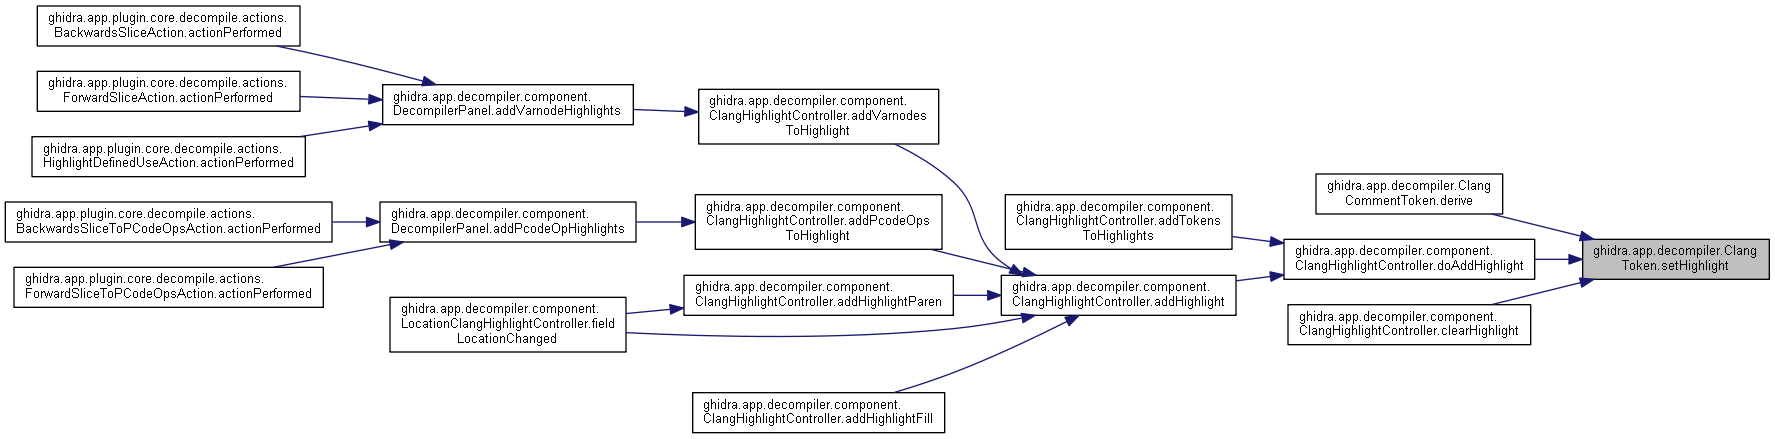 ghidra.app.plugin.core.decompile.actions.
BackwardsSliceAction.actionPerformed
ghidra.app.plugin.core.decompile.actions.
ForwardSliceAction.actionPerformed
ghidra.app.plugin.core.decompile.actions.
HighlightDefinedUseAction.actionPerformed
ghidra.app.decompiler.component.
DecompilerPanel.addVarnodeHighlights
ghidra.app.decompiler.component.
ClangHighlightController.addVarnodes
ToHighlight
ghidra.app.plugin.core.decompile.actions.
BackwardsSliceToPCodeOpsAction.actionPerformed
ghidra.app.plugin.core.decompile.actions.
ForwardSliceToPCodeOpsAction.actionPerformed
ghidra.app.decompiler.component.
DecompilerPanel.addPcodeOpHighlights
ghidra.app.decompiler.component.
ClangHighlightController.addPcodeOps
ToHighlight
ghidra.app.decompiler.component.
LocationClangHighlightController.field
LocationChanged
ghidra.app.decompiler.component.
ClangHighlightController.addHighlightParen
ghidra.app.decompiler.component.
ClangHighlightController.addHighlightFill
ghidra.app.decompiler.component.
ClangHighlightController.addTokens
ToHighlights
ghidra.app.decompiler.component.
ClangHighlightController.addHighlight
ghidra.app.decompiler.Clang
CommentToken.derive
ghidra.app.decompiler.component.
ClangHighlightController.doAddHighlight
ghidra.app.decompiler.component.
ClangHighlightController.clearHighlight
ghidra.app.decompiler.Clang
Token.setHighlight